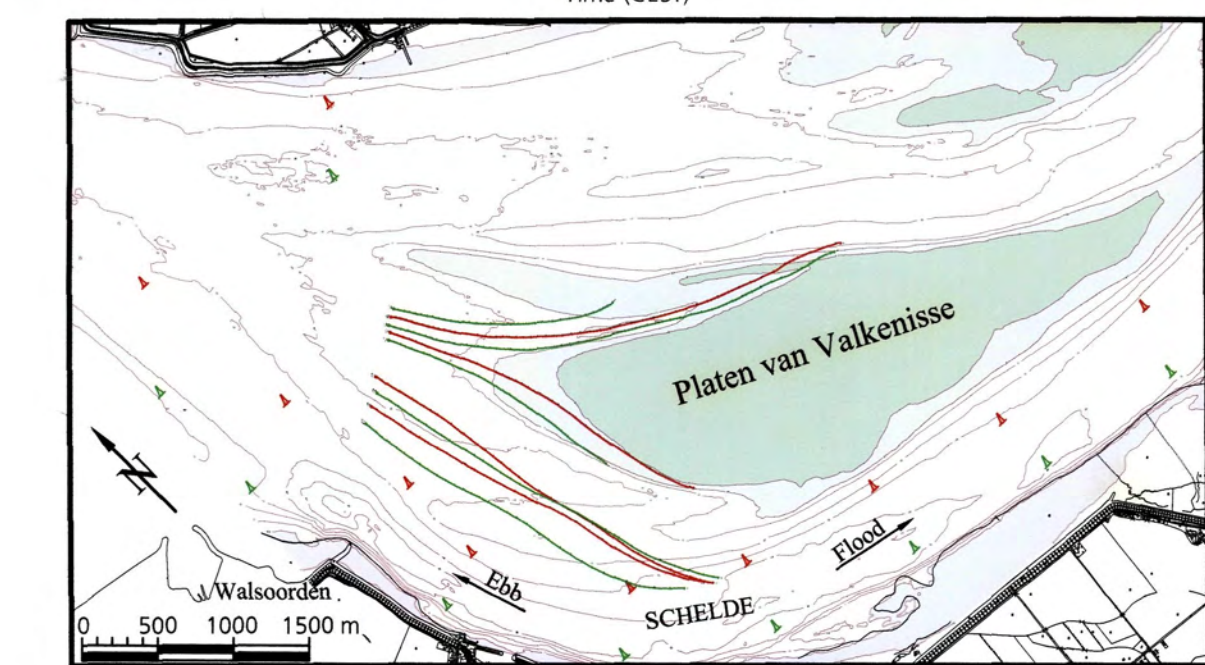 N
Platen van Valkenisse
Flood
Ebb
Walsoorden
SCHELDE
0 500 1000 1500 m